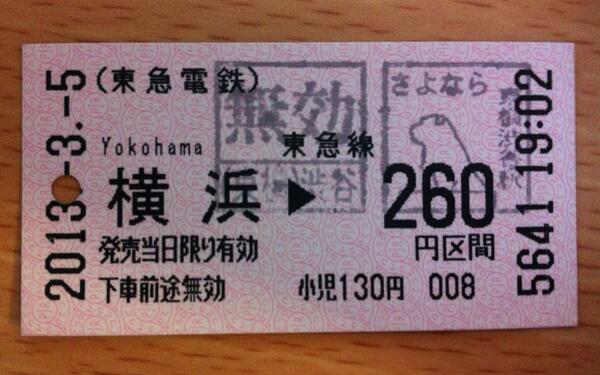 2013.-3.-5
(東急電鉄)
無効
さよなら
Yokohama
東急線
横浜▶260
渋谷
発売当日限り有効
円区間
下車前途無効
小児130円 008
5641 19:02